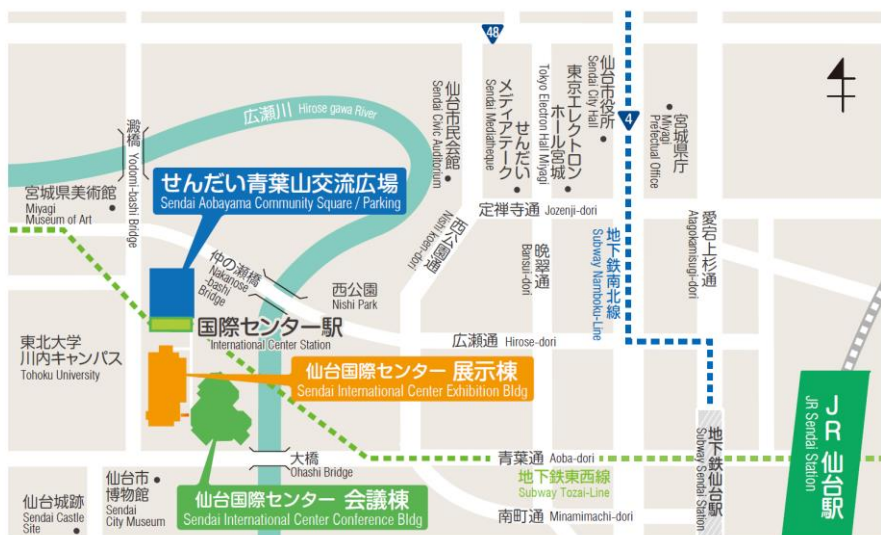 48
広瀬川 Hirose gawa River
澱橋
Yodomi-bashi Bridge
仙台市民会館
Sendai Civic Auditorium
せんだい
メディアテーク
Sendai Mediatheque
東京エレクトロン
ホール宮城
Tokyo Electron Hall Miyagi
仙台市役所
Sendai City Hall
4
宮城県庁
Miyagi
Prefectual Office
せんだい青葉山交流広場
Sendai Aobayama Community Square / Parking
宮城県美術館
Miyagi
Museum of Art
定禅寺通 Jozenji-dori
西公園通
Nishi Koen-dori
仲の瀬橋
Nakanose
-bashi
Bridge
西公園
Nishi Park
晩翠通
Bansui-dori
地下鉄南北線
Subway Namboku-Line
愛宕上杉通
Atagokamisugi-dori
国際センター駅
International Center Station
広瀬通 Hirose-dori
東北大学
川内キャンパス
Tohoku University
仙台国際センター 展示棟
Sendai International Center Exhibition Bldg
JR 仙台駅
JR Sendai Station
地下鉄仙台駅
Subway Sendai Station
大橋
Ohashi Bridge
青葉通 Aoba-dori
地下鉄東西線
Subway Tozai-Line
仙台市
博物館
Sendai
City Museum
仙台城跡
Sendai Castle
Site
仙台国際センター 会議棟
Sendai International Center Conference Bldg
南町通 Minamimachi-dori